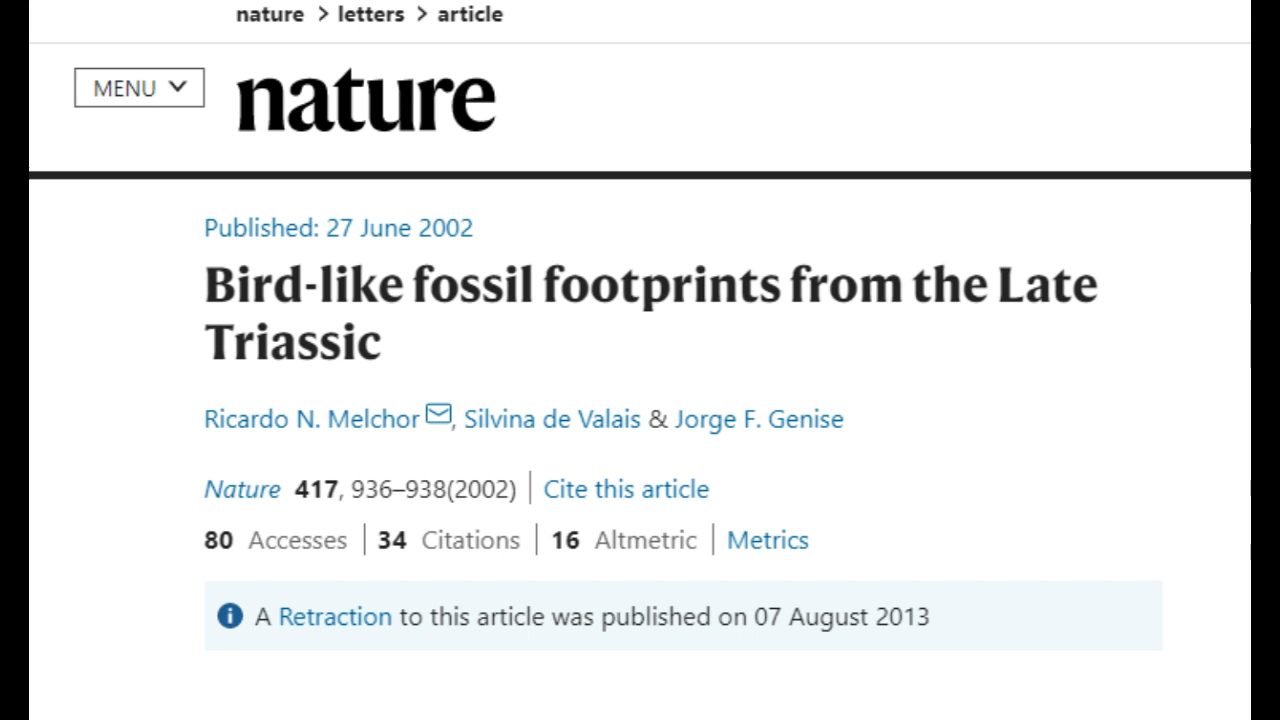 nature > letters > article
MENU
nature
Published: 27 June 2002
Bird-like fossil footprints from the Late
Triassic
Ricardo N. Melchor, Silvina de Valais & Jorge F. Genise
Nature 417, 936–938(2002) | Cite this article
80 Accesses | 34 Citations | 16 Altmetric | Metrics
A Retraction to this article was published on 07 August 2013